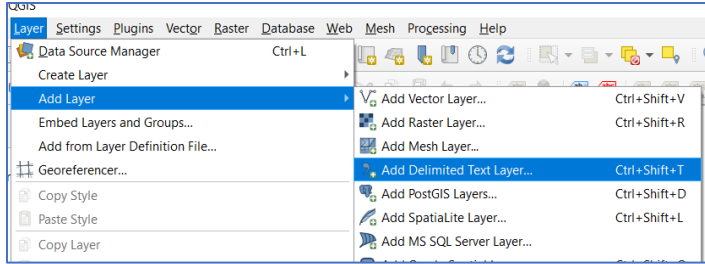 QGIS
Layer Settings Plugins Vector Raster Database Web Mesh Processing Help
Data Source Manager Ctrl+L
Create Layer
Add Layer
Embed Layers and Groups...
Add from Layer Definition File...
Georeferencer...
Copy Style
Paste Style
Copy Layer
Add Vector Layer... Ctrl+Shift+V
Add Raster Layer... Ctrl+Shift+R
Add Mesh Layer...
Add Delimited Text Layer... Ctrl+Shift+T
Add PostGIS Layers... Ctrl+Shift+D
Add SpatiaLite Layer... Ctrl+Shift+L
Add MS SQL Server Layer...